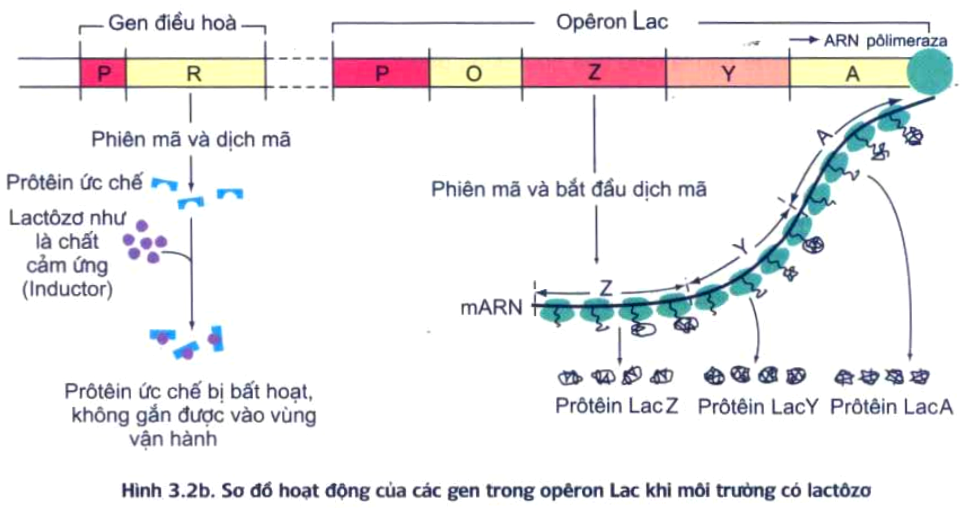 Gen điều hoà
Opêron Lac
ARN pôlimeraza
P
R
P
O
Z
Y
A
Phiên mã và dịch mã
Prôtêin ức chế
Lactôzơ như
là chất
cảm ứng
(Inductor)
Phiên mã và bắt đầu dịch mã
A
Y
Z
mARN
Prôtêin ức chế bị bất hoạt,
không gắn được vào vùng
vận hành
Prôtêin LacZ
Prôtêin LacY
Prôtêin LacA
Hình 3.2b. Sơ đồ hoạt động của các gen trong opêron Lac khi môi trường có lactôzơ